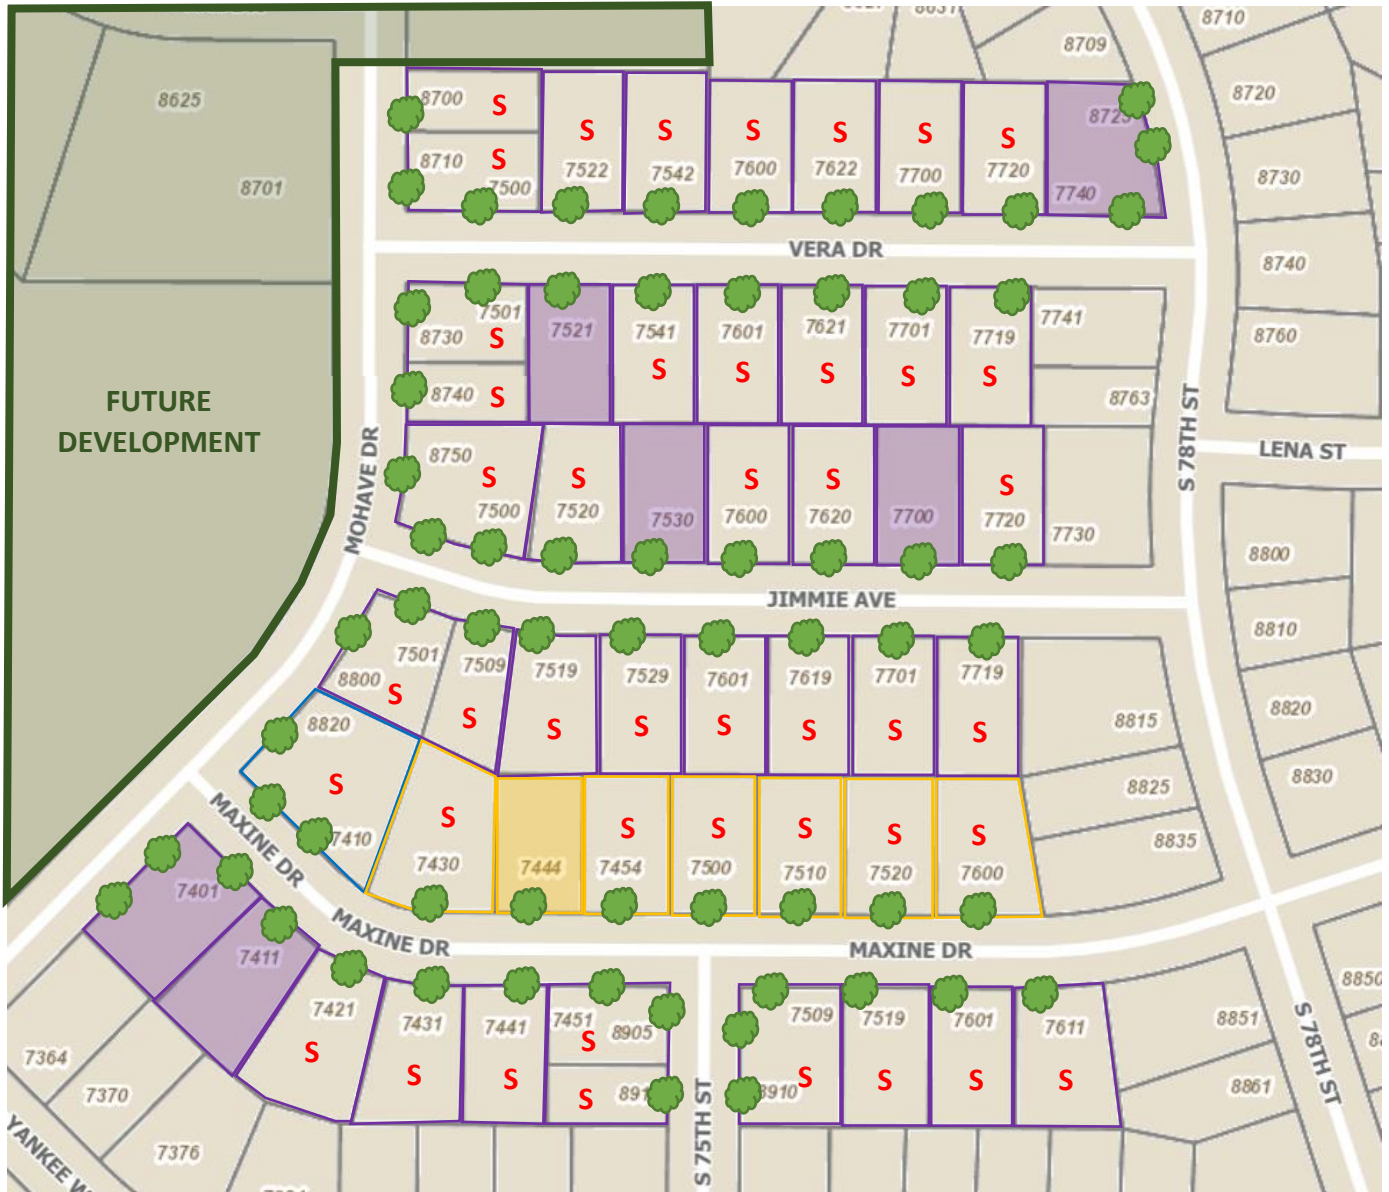 8710
8709
8625
8720
8700 S
8723
S S S S S S
8710 S
7500 7522 7542 7600 7622 7700 7720 7740
8701
8730
VERA DR
8740
7501
8730 S
7521 7541 7601 7621 7701 7719 7741
8760
S S S S S
8740 S
8763
FUTURE
DEVELOPMENT
MOHAVE DR
S 78TH ST
LENA ST
8750
S S S S S
7500 7520 7530 7600 7620 7700 7720 7730
8800
JIMMIE AVE
8810
7501 7509 7519 7529 7601 7619 7701 7719
8800 S
S S S S S S S
8820
8815
8820
8830
8825
S
7410
S S S S S S
8835
7430 7444 7454 7500 7510 7520 7600
MAXINE DR
7401
MAXINE DR
MAXINE DR
7411
8850
7421 7431 7441 7451 8905
S
7509 7519 7601 7611
8851
S 78TH ST
S S S S
8910 S S S S
8861
7364
7370
S 75TH ST
7376
YANKEE